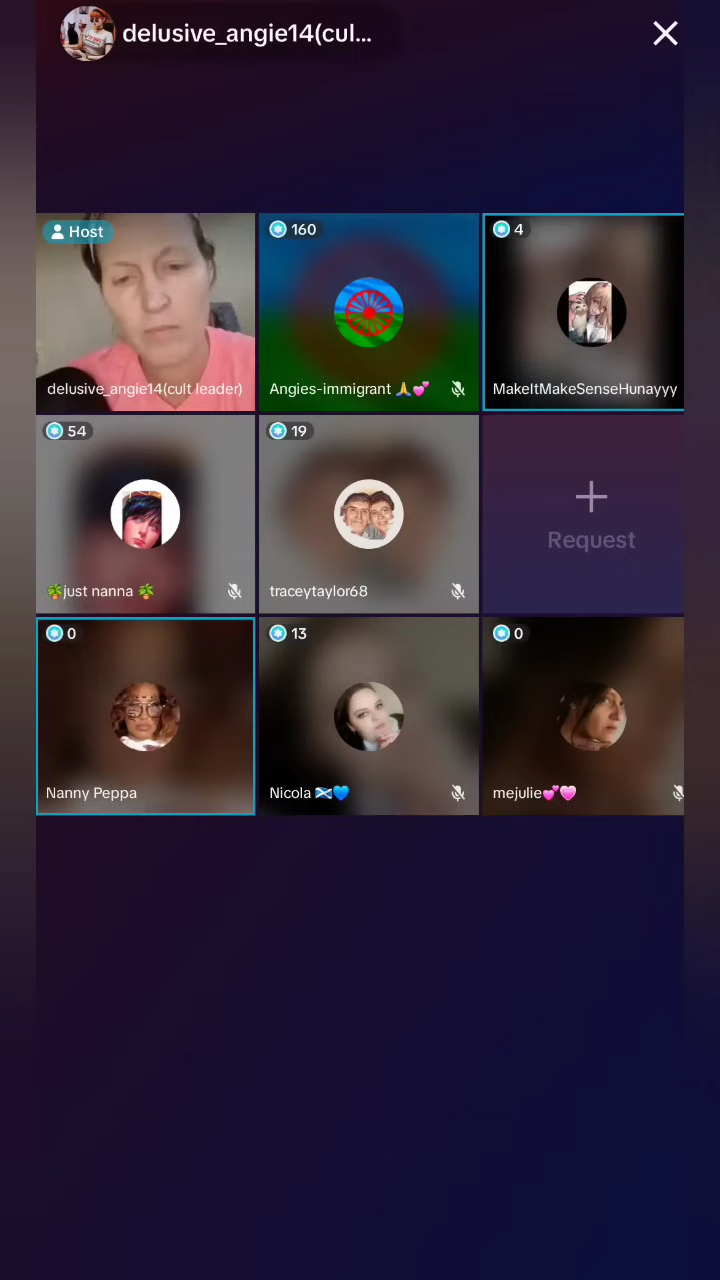 delusive_angie14(cul...
Host
160
4
delusive_angie14(cult leader)
Angies-immigrant 🙏💕
MakeItMakeSenseHunayyy
54
19
Request
🪴just nanna 🪴
traceytaylor68
0
13
0
Nanny Peppa
Nicola 🏴󠁧󠁢󠁳󠁣󠁴󠁿💙
mejulie💕🩷